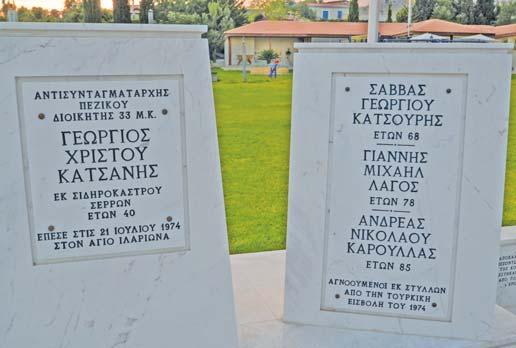 ΑΝΤΙΣΥΝΤΑΓΜΑΤΑΡΧΗΣ
ΠΕΖΙΚΟΥ
ΔΙΟΙΚΗΤΗΣ 33 Μ.Κ.
ΓΕΩΡΓΙΟΣ
ΧΡΙΣΤΟΥ
ΚΑΤΣΑΝΗΣ
ΕΚ ΣΙΔΗΡΟΚΑΣΤΡΟΥ
ΣΕΡΡΩΝ
ΕΤΩΝ 40
ΕΠΕΣΕ ΣΤΙΣ 21 ΙΟΥΛΙΟΥ 1974
ΣΤΟΝ ΑΓΙΟ ΙΛΑΡΙΩΝΑ
ΣΑΒΒΑΣ
ΓΕΩΡΓΙΟΥ
ΚΑΤΣΟΥΡΗΣ
ΕΤΩΝ 68
ΓΙΑΝΝΗΣ
ΜΙΧΑΗΛ
ΛΑΓΟΣ
ΕΤΩΝ 78
ΑΝΔΡΕΑΣ
ΝΙΚΟΛΑΟΥ
ΚΑΡΟΥΛΛΑΣ
ΕΤΩΝ 85
ΑΓΝΟΟΥΜΕΝΟΙ ΕΚ ΣΤΥΛΛΩΝ
ΑΠΟ ΤΗΝ ΤΟΥΡΚΙΚΗ
ΕΙΣΒΟΛΗ ΤΟΥ 1974